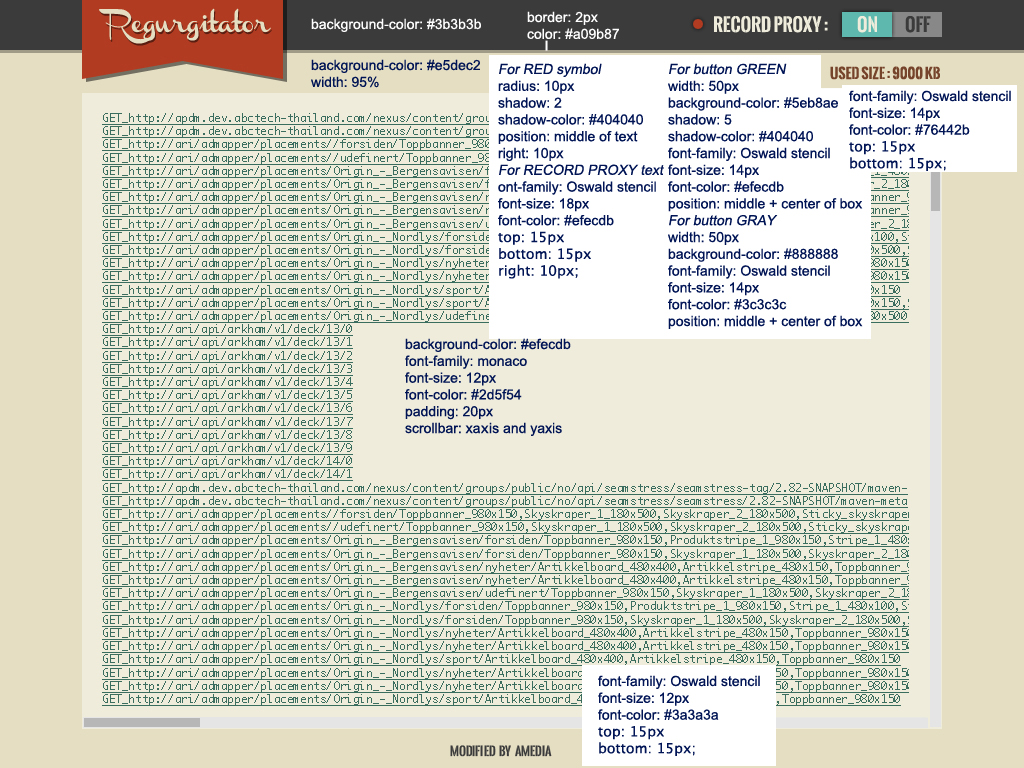 Regurgitator
background-color: #3b3b3b
border: 2px
color: #a09b87
RECORD PROXY :
ON
OFF
background-color: #e5dec2
width: 95%
USED SIZE : 9000 KB
For RED symbol
radius: 10px
shadow: 2
shadow-color: #404040
position: middle of text
right: 10px
For RECORD PROXY text
ont-family: Oswald stencil
font-size: 18px
font-color: #efecdb
top: 15px
bottom: 15px
right: 10px;
For button GREEN
width: 50px
background-color: #5eb8ae
shadow: 5
shadow-color: #404040
font-family: Oswald stencil
font-size: 14px
font-color: #efecdb
position: middle + center of box
For button GRAY
width: 50px
background-color: #888888
font-family: Oswald stencil
font-size: 14px
font-color: #3c3c3c
position: middle + center of box
font-family: Oswald stencil
font-size: 14px
font-color: #76442b
top: 15px
bottom: 15px;
GET_http://apdm.dev.abctech-thailand.com/nexus/content/grou
GET_http://apdm.dev.abctech-thailand.com/nexus/content/grou
GET_http://ari/admapper/placements//forsiden/Toppbanner_980
GET_http://ari/admapper/placements//udefinert/Toppbanner_98
GET_http://ari/admapper/placements/Origin_-_Bergensavisen/f
GET_http://ari/admapper/placements/Origin_-_Bergensavisen/f
GET_http://ari/admapper/placements/Origin_-_Bergensavisen/n
GET_http://ari/admapper/placements/Origin_-_Bergensavisen/n
GET_http://ari/admapper/placements/Origin_-_Bergensavisen/u
GET_http://ari/admapper/placements/Origin_-_Nordlys/forside
GET_http://ari/admapper/placements/Origin_-_Nordlys/forside
GET_http://ari/admapper/placements/Origin_-_Nordlys/nyheter
GET_http://ari/admapper/placements/Origin_-_Nordlys/nyheter
GET_http://ari/admapper/placements/Origin_-_Nordlys/sport/A
GET_http://ari/admapper/placements/Origin_-_Nordlys/sport/A
GET_http://ari/admapper/placements/Origin_-_Nordlys/udefine
GET_http://ari/api/arkham/v1/deck/13/0
GET_http://ari/api/arkham/v1/deck/13/1
GET_http://ari/api/arkham/v1/deck/13/2
GET_http://ari/api/arkham/v1/deck/13/3
GET_http://ari/api/arkham/v1/deck/13/4
GET_http://ari/api/arkham/v1/deck/13/5
GET_http://ari/api/arkham/v1/deck/13/6
GET_http://ari/api/arkham/v1/deck/13/7
GET_http://ari/api/arkham/v1/deck/13/8
GET_http://ari/api/arkham/v1/deck/13/9
GET_http://ari/api/arkham/v1/deck/14/0
GET_http://ari/api/arkham/v1/deck/14/1
background-color: #efecdb
font-family: monaco
font-size: 12px
font-color: #2d5f54
padding: 20px
scrollbar: xaxis and yaxis
GET_http://apdm.dev.abctech-thailand.com/nexus/content/groups/public/no/api/seamstress/seamstress-tag/2.82-SNAPSHOT/maven-
GET_http://apdm.dev.abctech-thailand.com/nexus/content/groups/public/no/api/seamstress/seamstress/2.82-SNAPSHOT/maven-meta
GET_http://ari/admapper/placements//forsiden/Toppbanner_980x150,Skyskraper_1_180x500,Skyskraper_2_180x500,Sticky_skyskraper
GET_http://ari/admapper/placements//udefinert/Toppbanner_980x150,Skyskraper_1_180x500,Skyskraper_2_180x500,Sticky_skyskrape
GET_http://ari/admapper/placements/Origin_-_Bergensavisen/forsiden/Toppbanner_980x150,Produktstripe_1_980x150,Stripe_1_480x
GET_http://ari/admapper/placements/Origin_-_Bergensavisen/forsiden/Toppbanner_980x150,Skyskraper_1_180x500,Skyskraper_2_18
GET_http://ari/admapper/placements/Origin_-_Bergensavisen/nyheter/Artikkelboard_480x400,Artikkelstripe_480x150,Toppbanner_9
GET_http://ari/admapper/placements/Origin_-_Bergensavisen/nyheter/Artikkelboard_480x400,Artikkelstripe_480x150,Toppbanner_9
GET_http://ari/admapper/placements/Origin_-_Bergensavisen/udefinert/Toppbanner_980x150,Skyskraper_1_180x500,Skyskraper_2_18
GET_http://ari/admapper/placements/Origin_-_Nordlys/forsiden/Toppbanner_980x150,Produktstripe_1_980x150,Stripe_1_480x100,S
GET_http://ari/admapper/placements/Origin_-_Nordlys/forsiden/Toppbanner_980x150,Skyskraper_1_180x500,Skyskraper_2_180x500,S
GET_http://ari/admapper/placements/Origin_-_Nordlys/nyheter/Artikkelboard_480x400,Artikkelstripe_480x150,Toppbanner_980x150
GET_http://ari/admapper/placements/Origin_-_Nordlys/nyheter/Artikkelboard_480x400,Artikkelstripe_480x150,Toppbanner_980x150
GET_http://ari/admapper/placements/Origin_-_Nordlys/sport/Artikkelboard_480x400,Artikkelstripe_480x150,Toppbanner_980x150
GET_http://ari/admapper/placements/Origin_-_Nordlys/nyheter/Artikkelboard_4
GET_http://ari/admapper/placements/Origin_-_Nordlys/nyheter/Artikkelboard_4
GET_http://ari/admapper/placements/Origin_-_Nordlys/sport/Artikkelboard_48
font-family: Oswald stencil
font-size: 12px
font-color: #3a3a3a
top: 15px
bottom: 15px;
MODIFIED BY AMEDIA